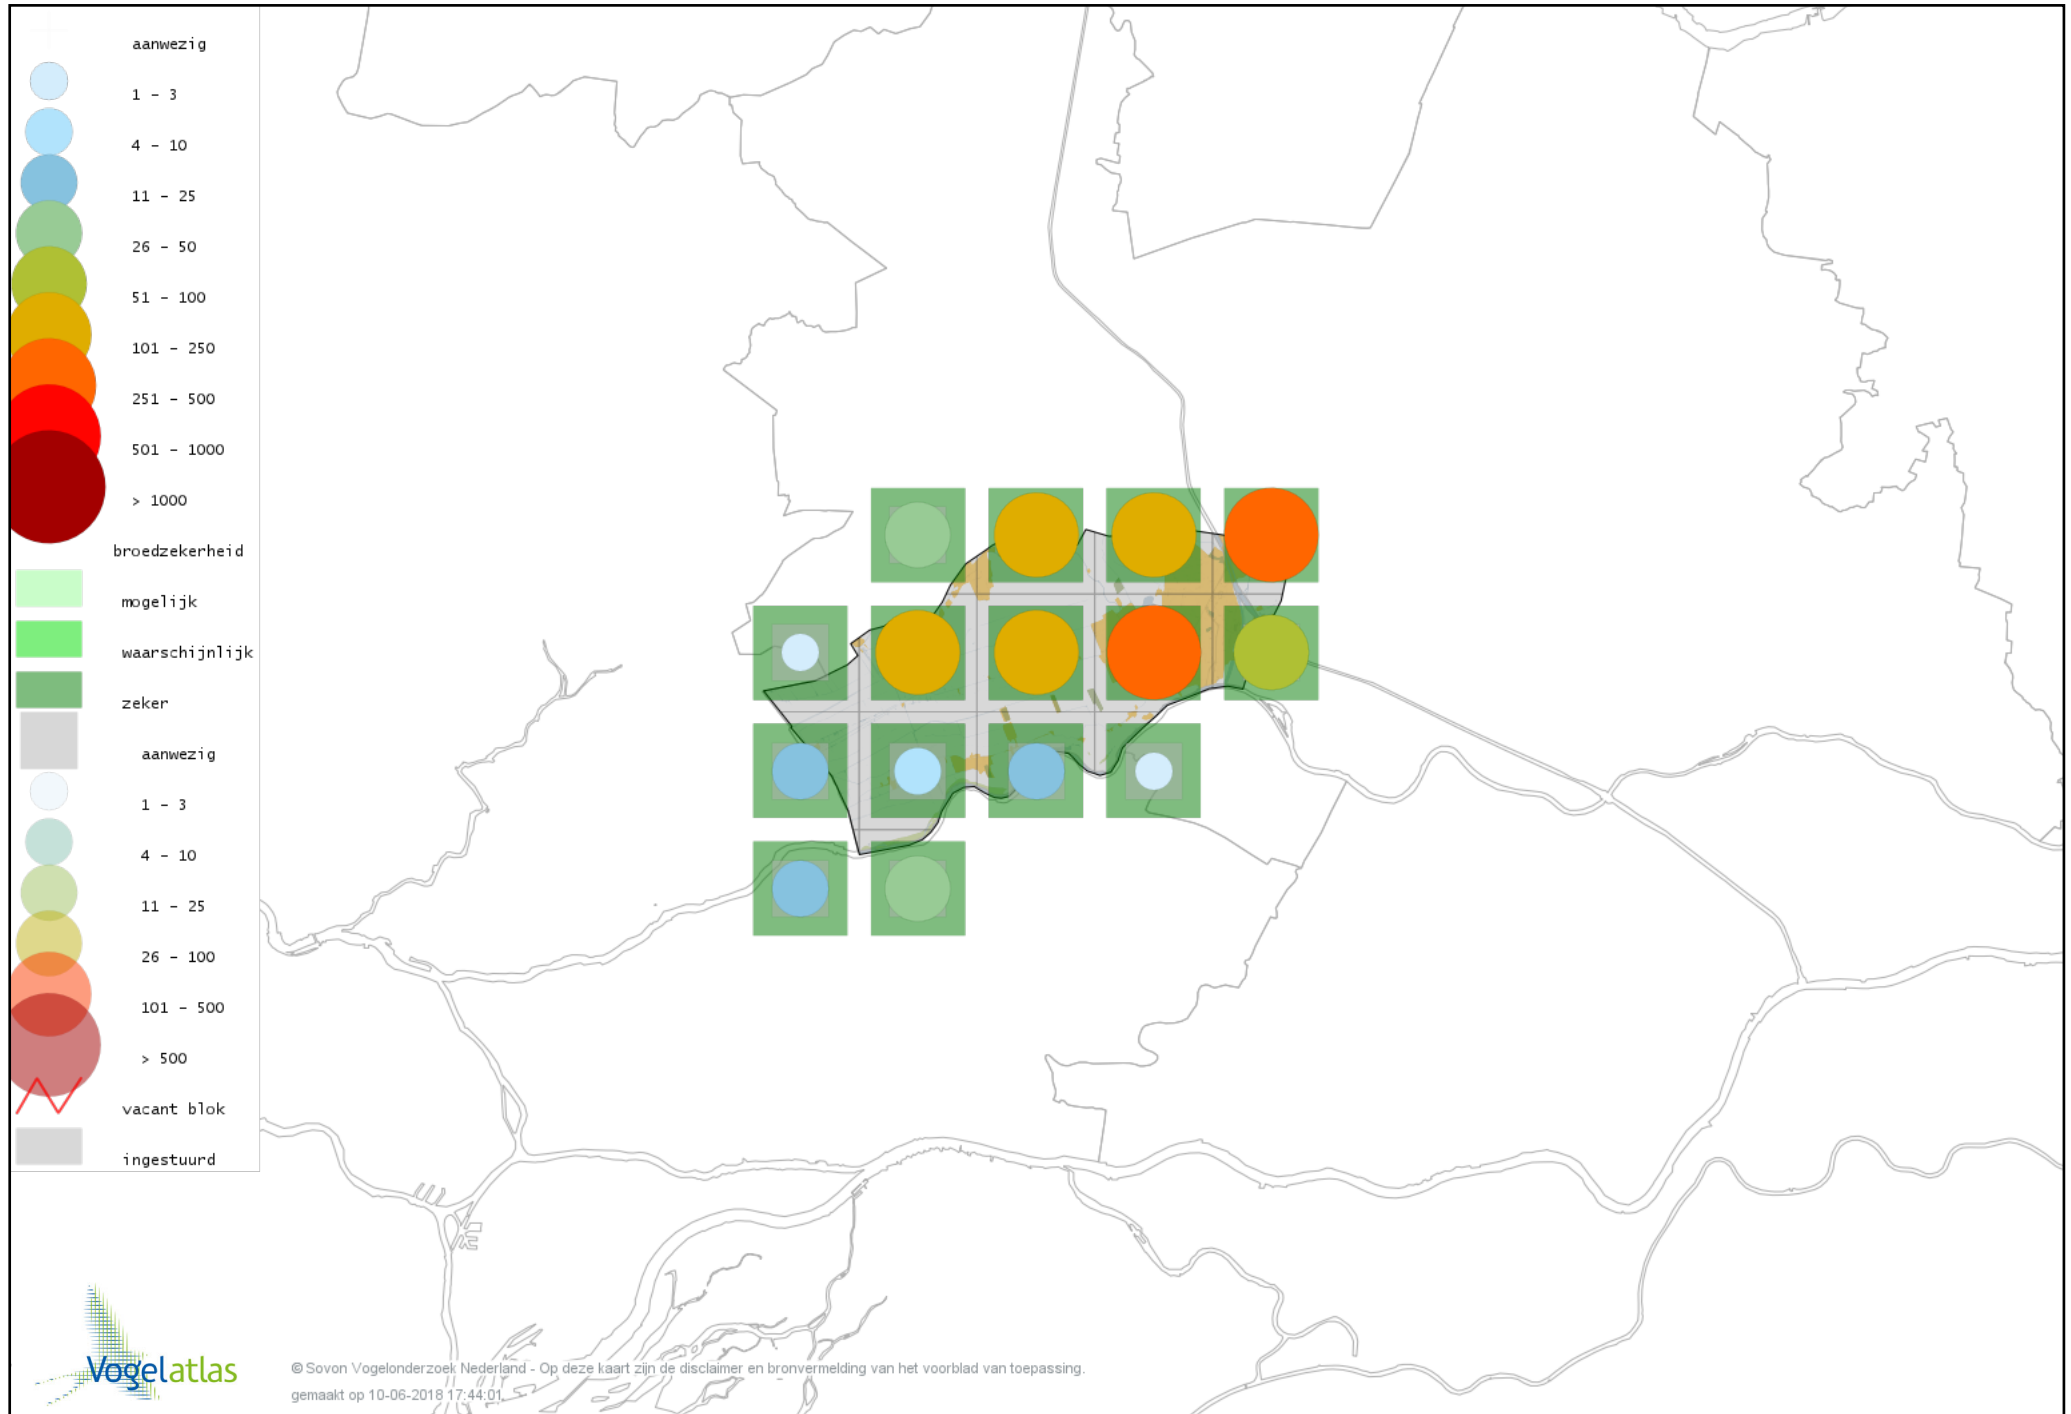 aanwezig
1 – 3
4 – 10
11 – 25
26 – 50
51 – 100
101 – 250
251 – 500
501 – 1000
> 1000
broedzekerheid
mogelijk
waarschijnlijk
zeker
aanwezig
1 – 3
4 – 10
11 – 25
26 – 100
101 – 500
> 500
vacant blok
ingestuurd
Vogelatlas
© Sovon Vogelonderzoek Nederland - Op deze kaart zijn de disclaimer en bronvermelding van het voorblad van toepassing.
gemaakt op 10-06-2018 17:44:01